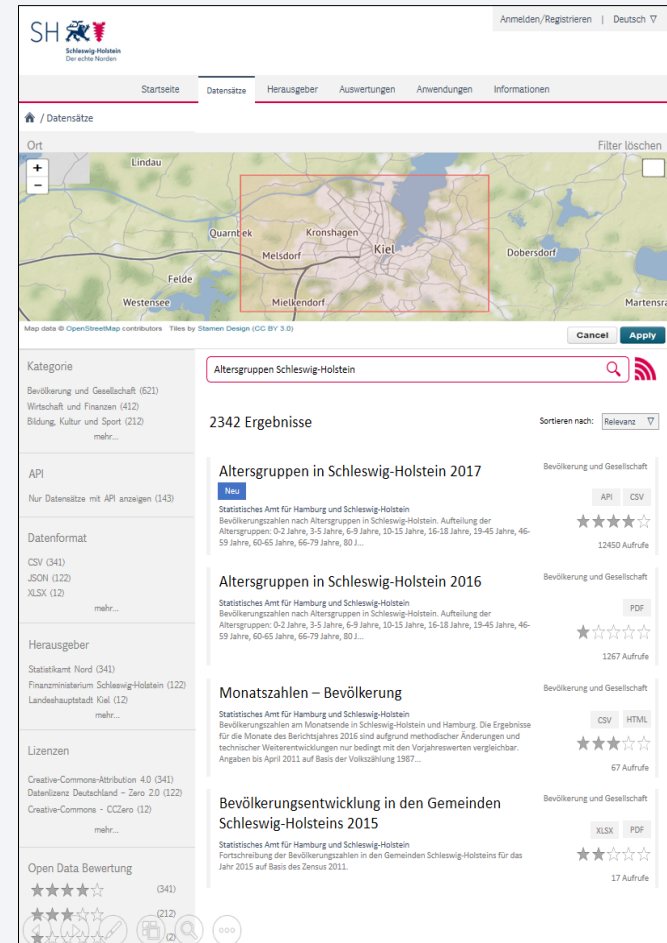 Anmelden/Registrieren | Deutsch ▽
SH
Schleswig-Holstein
Der echte Norden
Startseite Datensätze Herausgeber Auswertungen Anwendungen Informationen
/ Datensätze
Ort Filter löschen
+
−
Lindau
Quarnbek
Kronshagen
Melsdorf
Kiel
Dobersdorf
Felde
Westensee
Mielkendorf
Martensra
Map data © OpenStreetMap contributors Tiles by Stamen Design (CC BY 3.0)
Cancel Apply
Kategorie
Bevölkerung und Gesellschaft (621)
Wirtschaft und Finanzen (412)
Bildung, Kultur und Sport (212)
mehr...
API
Nur Datensätze mit API anzeigen (143)
Datenformat
CSV (341)
JSON (122)
XLSX (12)
mehr...
Herausgeber
Statistikamt Nord (341)
Finanzministerium Schleswig-Holstein (122)
Landeshauptstadt Kiel (12)
mehr...
Lizenzen
Creative-Commons-Attribution 4.0 (341)
Datenlizenz Deutschland – Zero 2.0 (122)
Creative-Commons - CCZero (12)
mehr...
Open Data Bewertung
(341)
(212)
(2)
Altersgruppen Schleswig-Holstein
2342 Ergebnisse
Sortieren nach: Relevanz ▽
Altersgruppen in Schleswig-Holstein 2017
Neu
Statistisches Amt für Hamburg und Schleswig-Holstein
Bevölkerungszahlen nach Altersgruppen in Schleswig-Holstein. Aufteilung der
Altersgruppen: 0-2 Jahre, 3-5 Jahre, 6-9 Jahre, 10-15 Jahre, 16-18 Jahre, 19-45 Jahre, 46-
59 Jahre, 60-65 Jahre, 66-79 Jahre, 80 J...
Bevölkerung und Gesellschaft
API CSV
12450 Aufrufe
Altersgruppen in Schleswig-Holstein 2016
Statistisches Amt für Hamburg und Schleswig-Holstein
Bevölkerungszahlen nach Altersgruppen in Schleswig-Holstein. Aufteilung der
Altersgruppen: 0-2 Jahre, 3-5 Jahre, 6-9 Jahre, 10-15 Jahre, 16-18 Jahre, 19-45 Jahre, 46-
59 Jahre, 60-65 Jahre, 66-79 Jahre, 80 J...
Bevölkerung und Gesellschaft
PDF
1267 Aufrufe
Monatszahlen – Bevölkerung
Statistisches Amt für Hamburg und Schleswig-Holstein
Bevölkerungszahlen am Monatsende in Schleswig-Holstein und Hamburg. Die Ergebnisse
für die Monate des Berichtsjahres 2016 sind aufgrund methodischer Änderungen und
technischer Weiterentwicklungen nur bedingt mit den Vorjahreswerten vergleichbar.
Angaben bis April 2011 auf Basis der Volkszählung 1987...
Bevölkerung und Gesellschaft
CSV HTML
67 Aufrufe
Bevölkerungsentwicklung in den Gemeinden
Schleswig-Holsteins 2015
Statistisches Amt für Hamburg und Schleswig-Holstein
Fortschreibung der Bevölkerungszahlen in den Gemeinden Schleswig-Holsteins für das
Jahr 2015 auf Basis des Zensus 2011.
Bevölkerung und Gesellschaft
XLSX PDF
17 Aufrufe